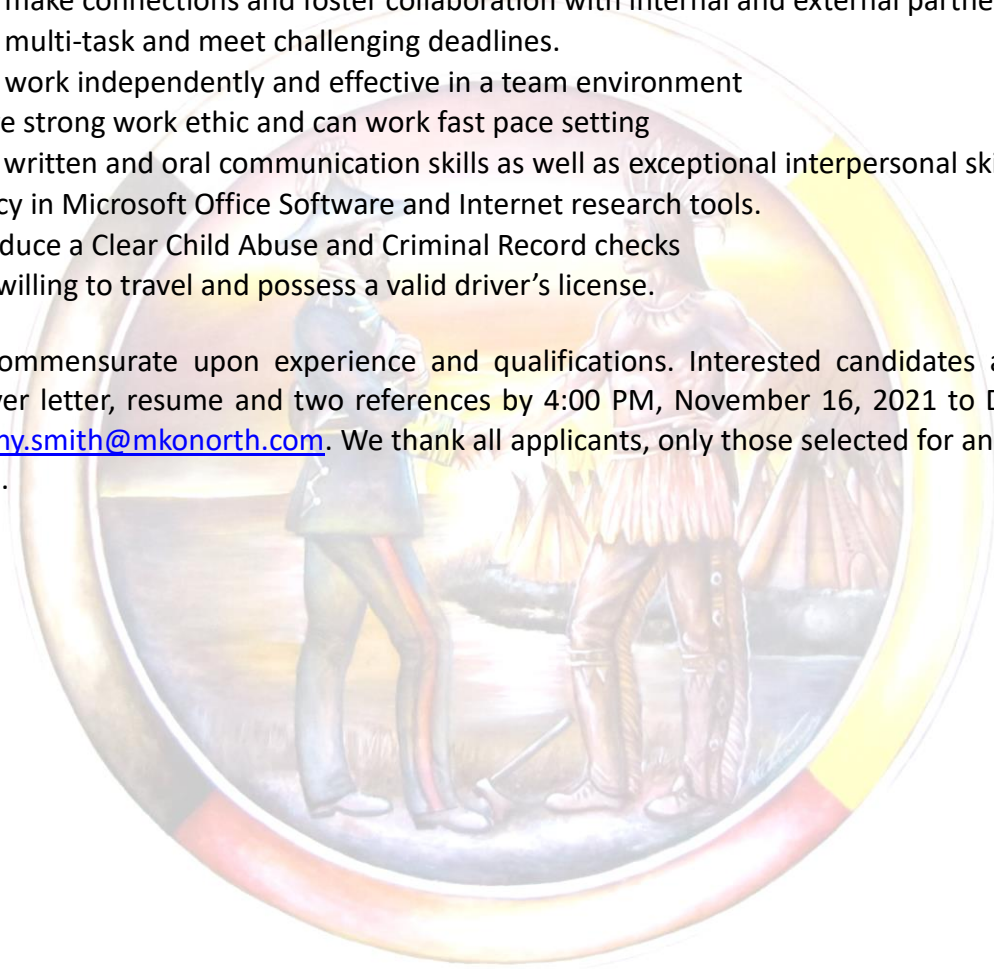 make connections and foster collaboration with internal and external partne
multi-task and meet challenging deadlines.
work independently and effective in a team environment
e strong work ethic and can work fast pace setting
written and oral communication skills as well as exceptional interpersonal ski
cy in Microsoft Office Software and Internet research tools.
duce a Clear Child Abuse and Criminal Record checks
willing to travel and possess a valid driver’s license.
ommensurate upon experience and qualifications. Interested candidates a
ver letter, resume and two references by 4:00 PM, November 16, 2021 to D
ny.smith@mkonorth.com. We thank all applicants, only those selected for an
.